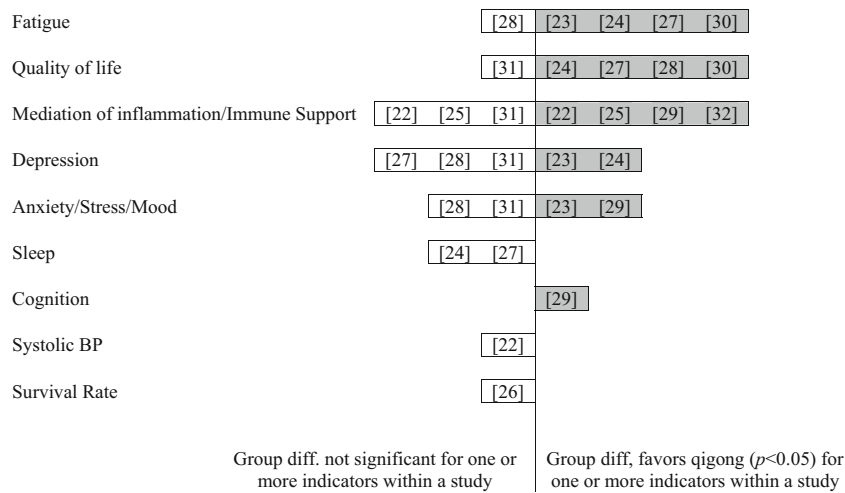 Fatigue [28] [23] [24] [27] [30]
Quality of life [31] [24] [27] [28] [30]
Mediation of inflammation/Immune Support [22] [25] [31] [22] [25] [29] [32]
Depression [27] [28] [31] [23] [24]
Anxiety/Stress/Mood [28] [31] [23] [29]
Sleep [24] [27]
Cognition [29]
Systolic BP [22]
Survival Rate [26]
Group diff. not significant for one or
more indicators within a study
Group diff, favors qigong (p<0.05) for
one or more indicators within a study